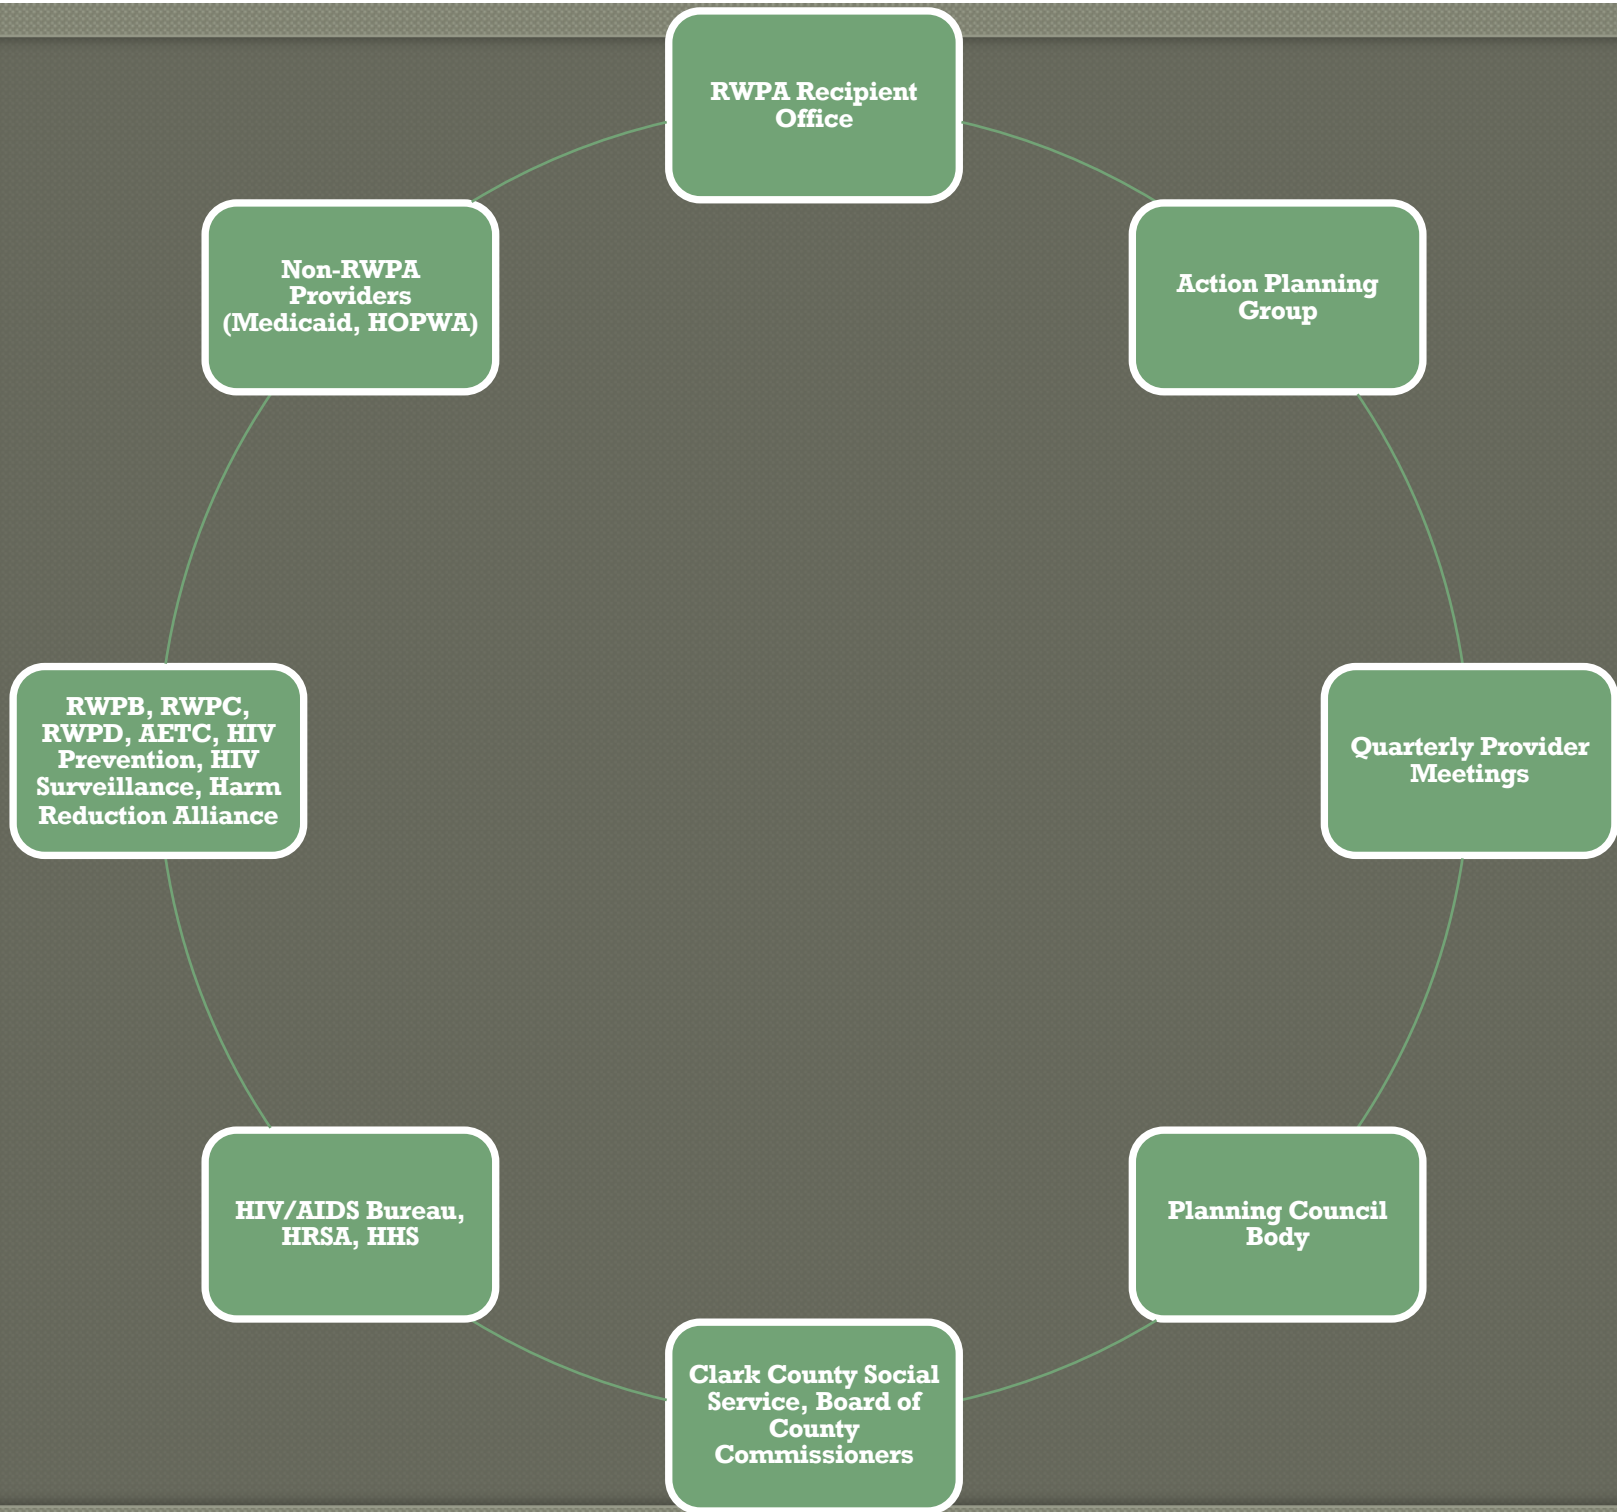 RWPA Recipient
Office
Non-RWPA
Providers
(Medicaid, HOPWA)
Action Planning
Group
RWPB, RWPC,
RWPD, AETC, HIV
Prevention, HIV
Surveillance, Harm
Reduction Alliance
Quarterly Provider
Meetings
HIV/AIDS Bureau,
HRSA, HHS
Planning Council
Body
Clark County Social
Service, Board of
County
Commissioners